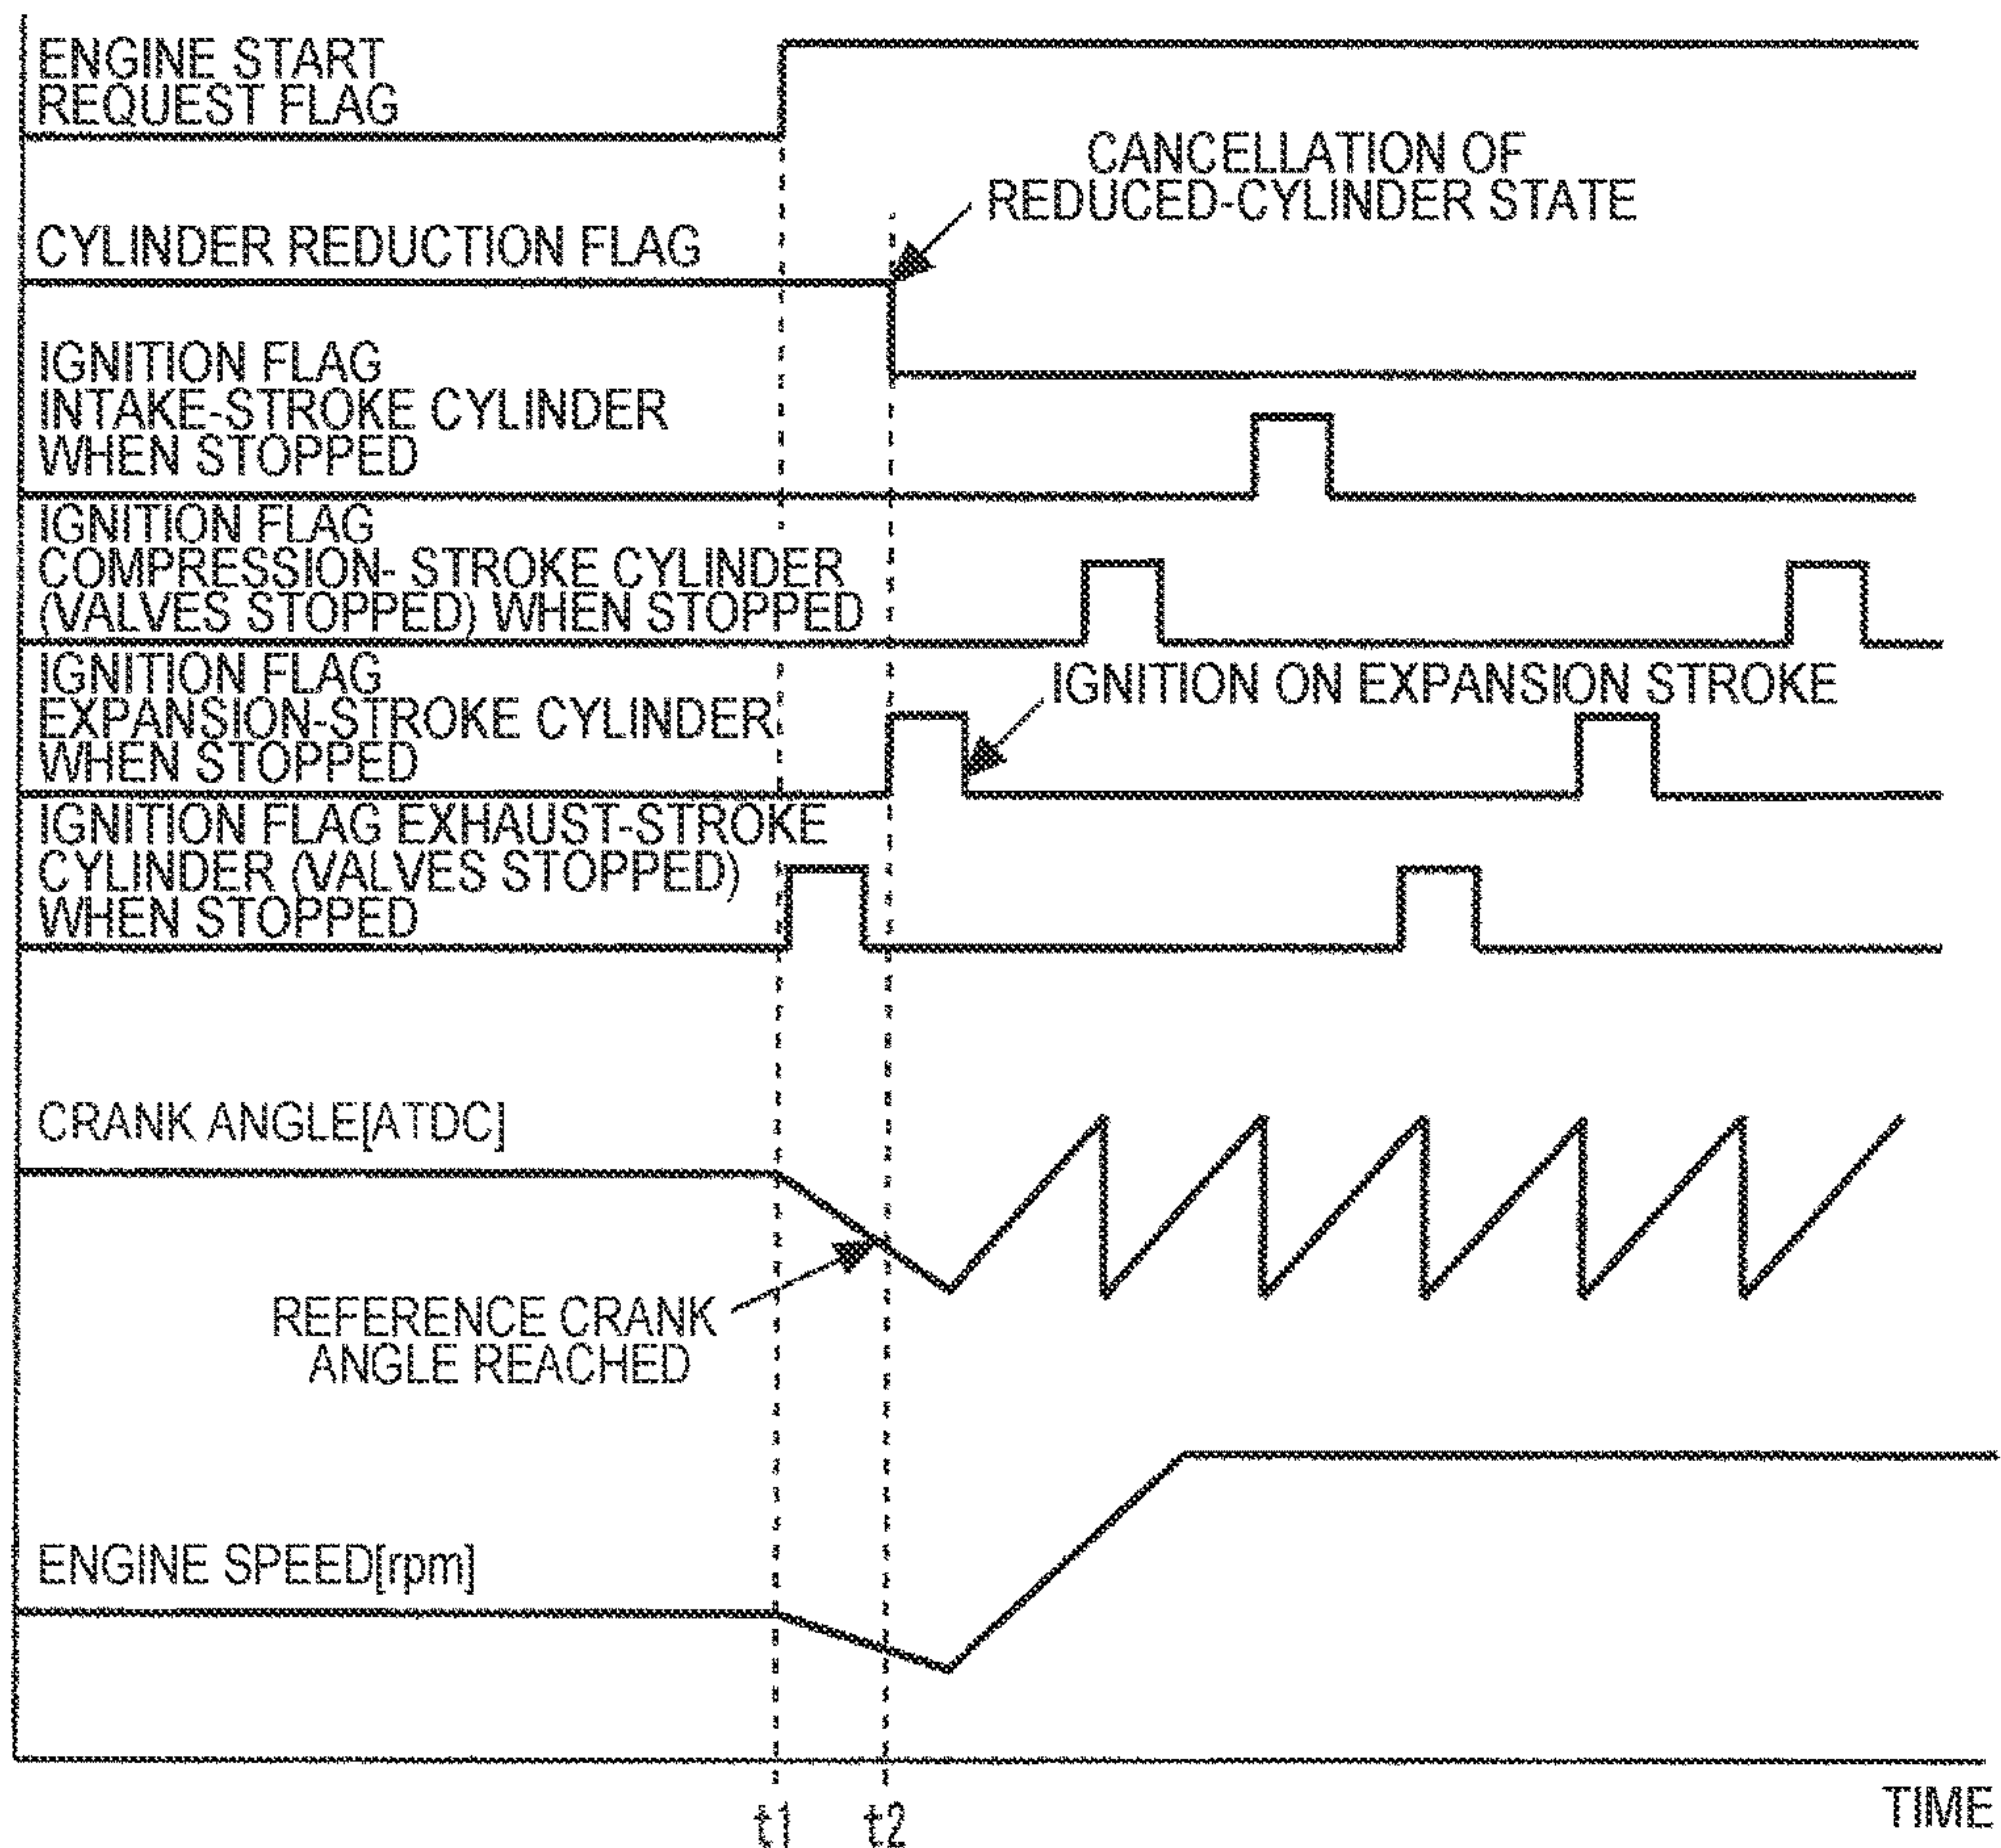 ENGINE START
REQUEST FLAG
CANCELLATION OF
REDUCED-CYLINDER STATE
CYLINDER REDUCTION FLAG
IGNITION FLAG
INTAKE-STROKE CYLINDER
WHEN STOPPED
IGNITION FLAG
COMPRESSION- STROKE CYLINDER
(VALVES STOPPED) WHEN STOPPED
IGNITION FLAG
EXPANSION-STROKE CYLINDER
WHEN STOPPED
IGNITION ON EXPANSION STROKE
IGNITION FLAG EXHAUST-STROKE
CYLINDER (VALVES STOPPED)
WHEN STOPPED
CRANK ANGLE[ATDC]
REFERENCE CRANK
ANGLE REACHED
ENGINE SPEED[rpm]
t1 t2
TIME